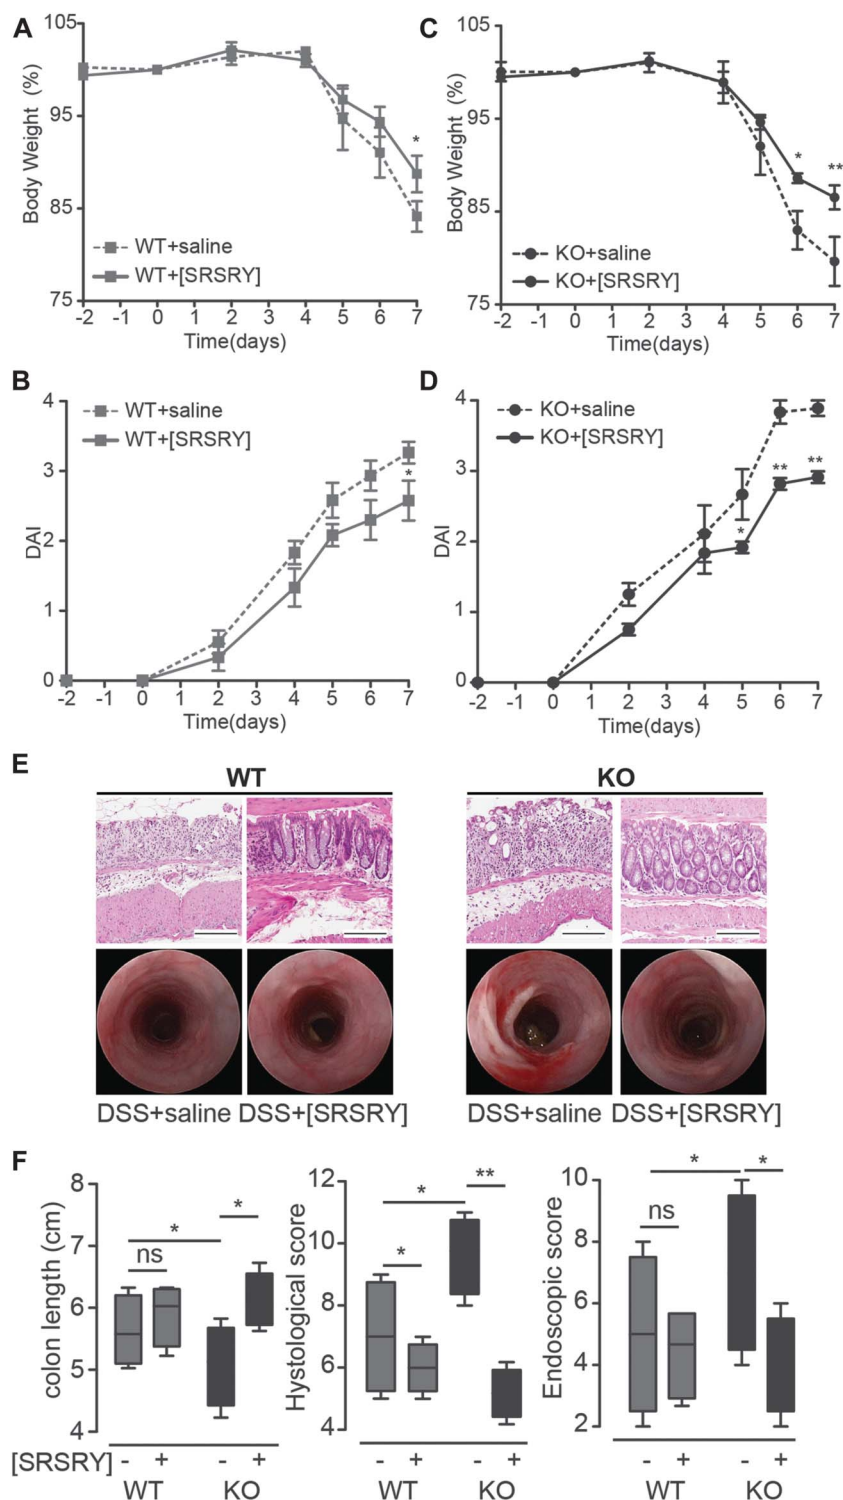 A
105
95
85
75
Body Weight (%)
WT+saline
WT+[SRSRY]
*
-2 -1 0 1 2 3 4 5 6 7
Time(days)
C
105
95
85
75
Body Weight (%)
KO+saline
KO+[SRSRY]
* **
-2 -1 0 1 2 3 4 5 6 7
Time(days)
B
4
3
2
1
0
DAI
WT+saline
WT+[SRSRY]
*
-2 -1 0 1 2 3 4 5 6 7
Time(days)
D
4
3
2
1
0
DAI
KO+saline
KO+[SRSRY]
* ** **
-2 -1 0 1 2 3 4 5 6 7
Time(days)
E
WT KO
DSS+saline DSS+[SRSRY] DSS+saline DSS+[SRSRY]
F
8
7
6
5
4
colon length (cm)
* *
ns
[SRSRY] - + - +
WT KO
12
10
8
6
4
Hystological score
* **
*
- + - +
WT KO
10
8
6
4
2
Endoscopic score
* *
ns
- + - +
WT KO